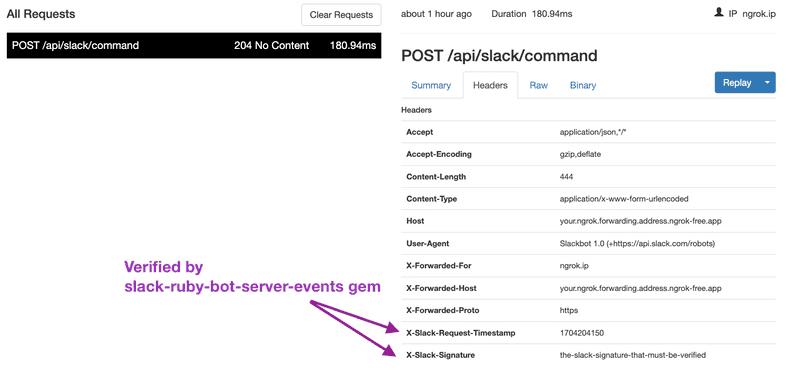 All Requests
Clear Requests
POST /api/slack/command 204 No Content 180.94ms
Verified by
slack-ruby-bot-server-events gem
about 1 hour ago Duration 180.94ms IP ngrok.ip
POST /api/slack/command
Summary Headers Raw Binary Replay
Headers
Accept application/json,*/*
Accept-Encoding gzip,deflate
Content-Length 444
Content-Type application/x-www-form-urlencoded
Host your.ngrok.forwarding.address.ngrok-free.app
User-Agent Slackbot 1.0 (+https://api.slack.com/robots)
X-Forwarded-For ngrok.ip
X-Forwarded-Host your.ngrok.forwarding.address.ngrok-free.app
X-Forwarded-Proto https
X-Slack-Request-Timestamp 1704204150
X-Slack-Signature the-slack-signature-that-must-be-verified